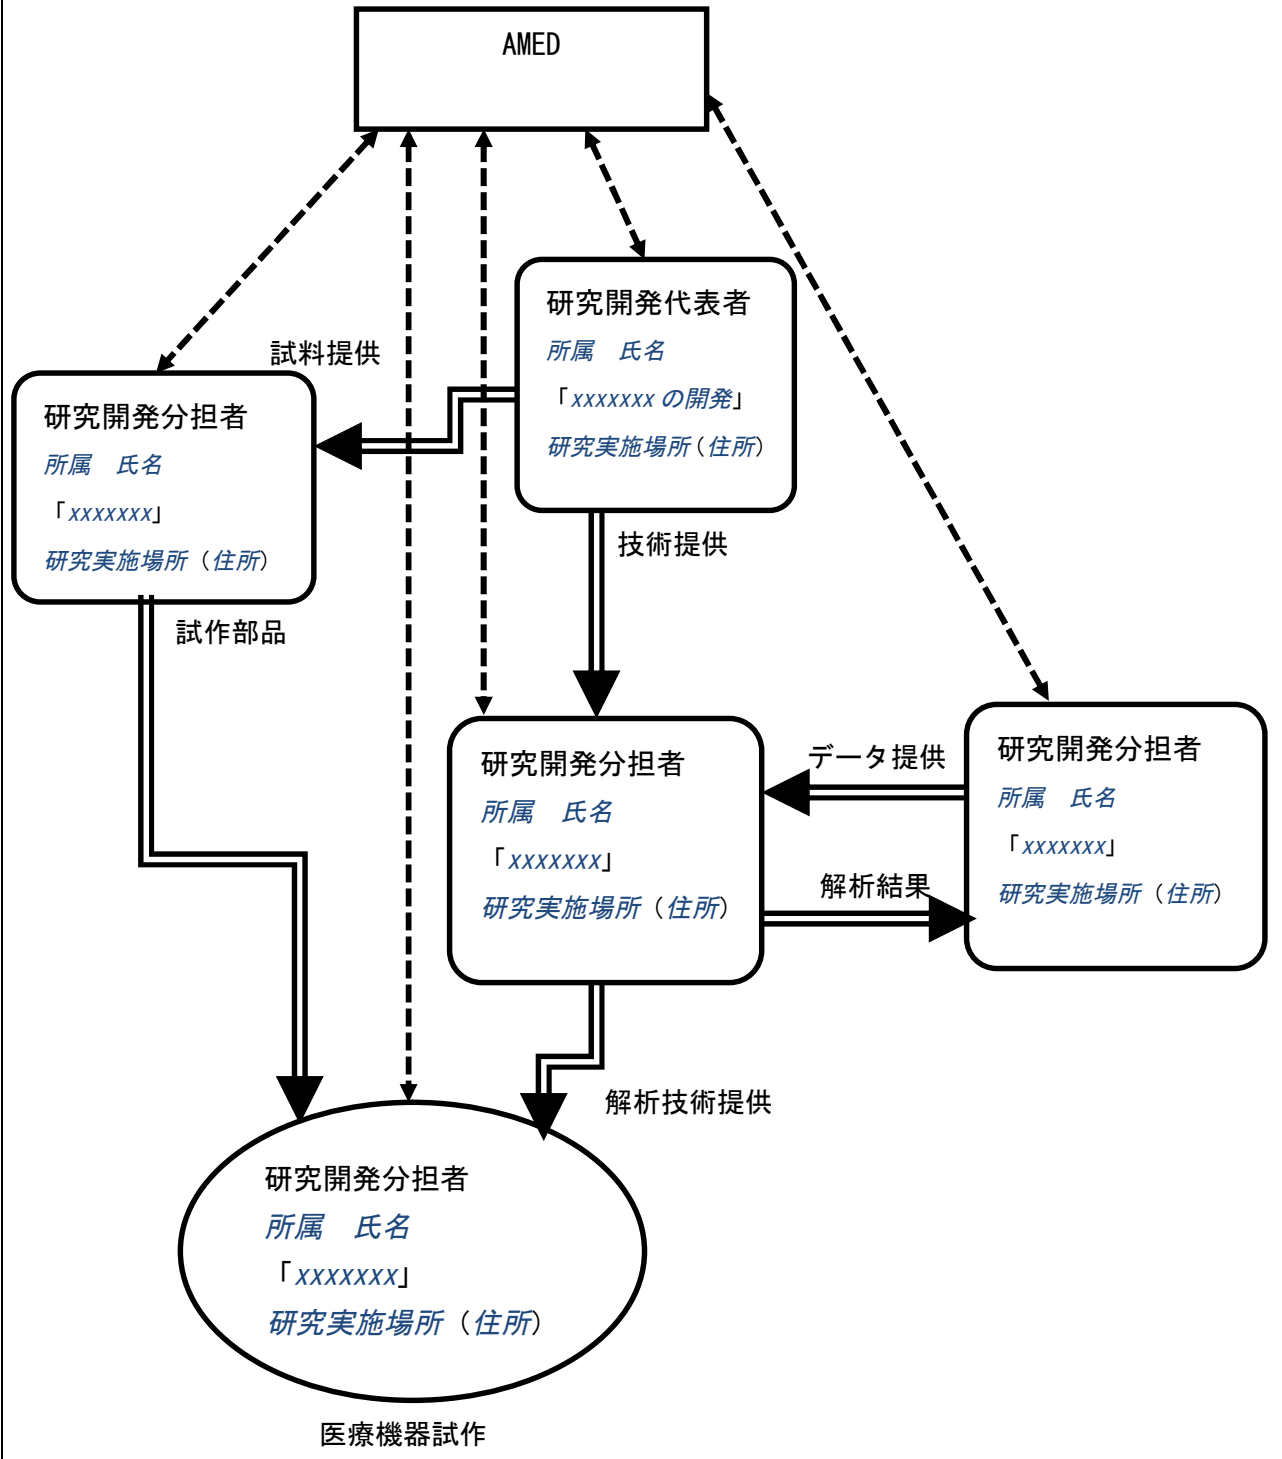 AMED
研究開発代表者
所属　氏名
「xxxxxxx の開発」
研究実施場所（住所）
試料提供
研究開発分担者
所属　氏名
「xxxxxxx」
研究実施場所（住所）
技術提供
試作部品
研究開発分担者
所属　氏名
「xxxxxxx」
研究実施場所（住所）
データ提供
解析結果
研究開発分担者
所属　氏名
「xxxxxxx」
研究実施場所（住所）
解析技術提供
研究開発分担者
所属　氏名
「xxxxxxx」
研究実施場所（住所）
医療機器試作